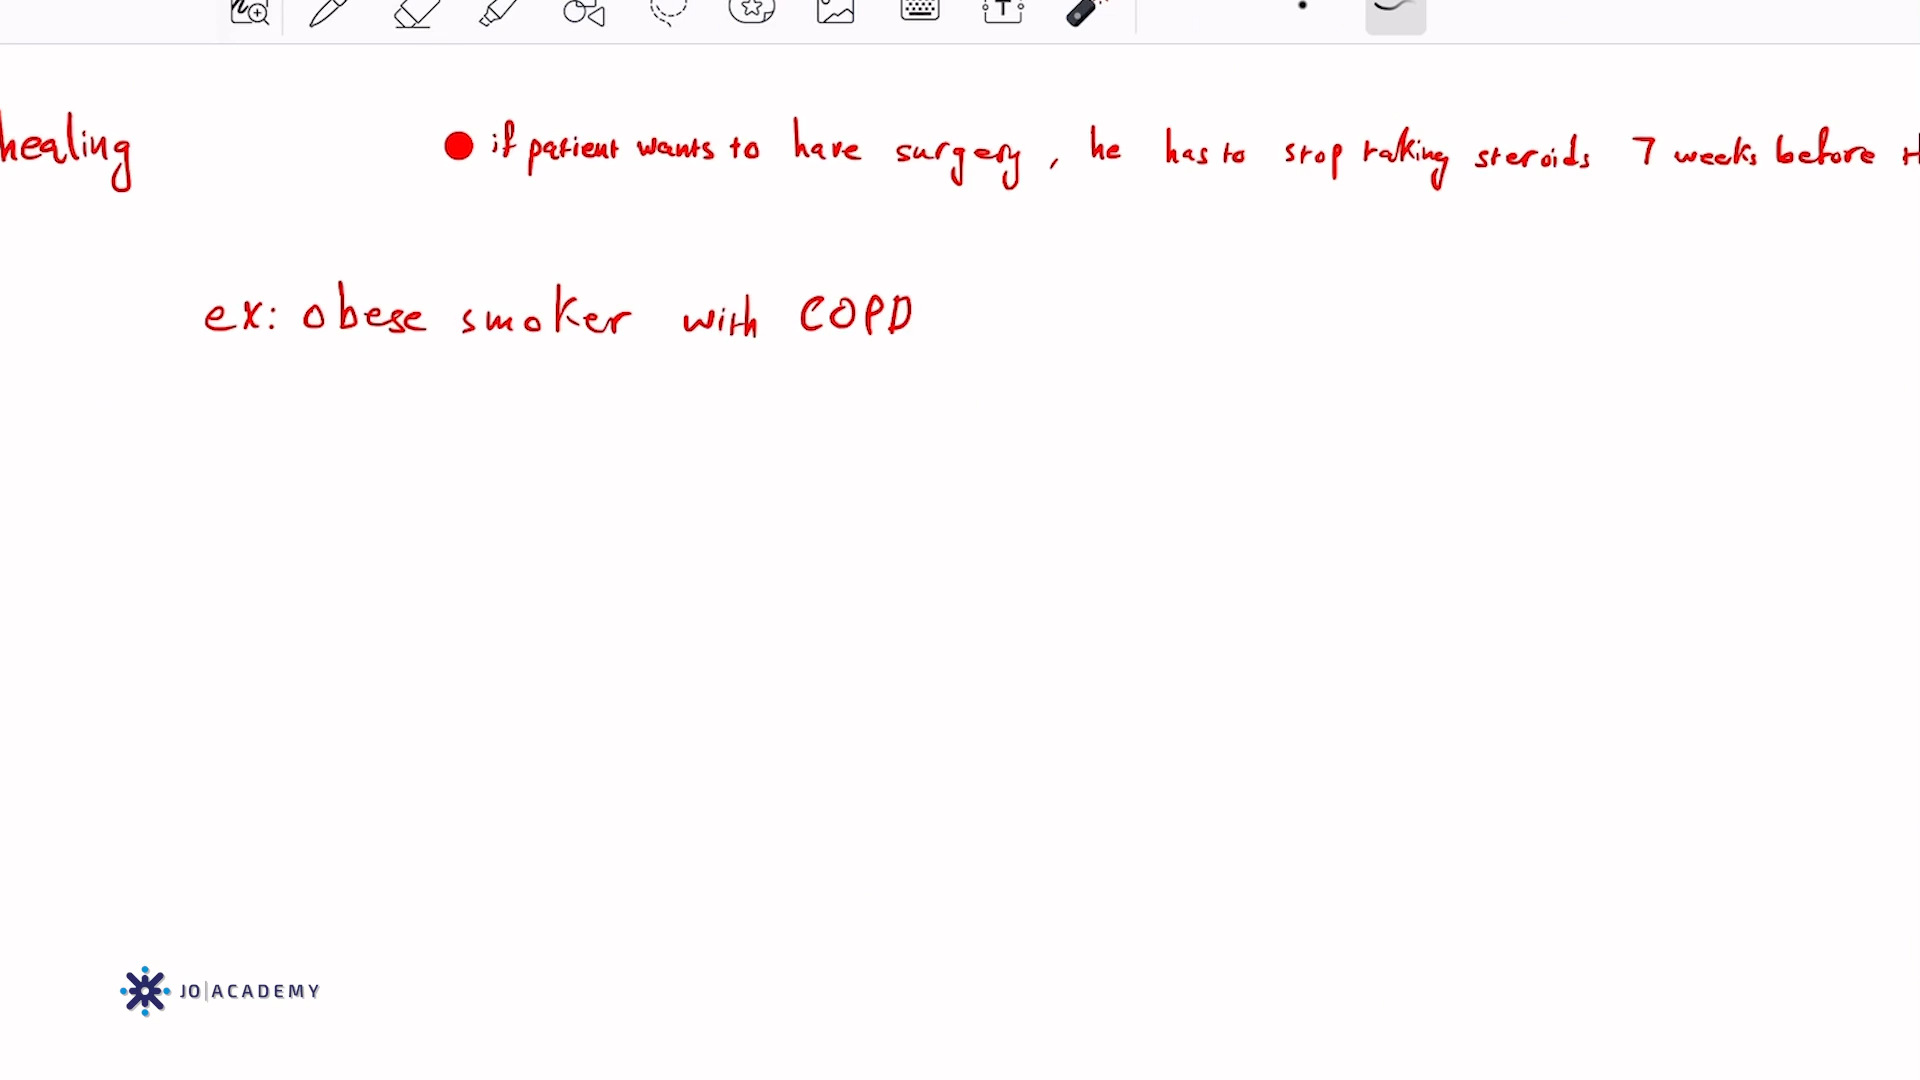 healing
● if patient wants to have surgery, he has to stop taking steroids 7 weeks before
ex: obese smoker with COPD
JO|ACADEMY